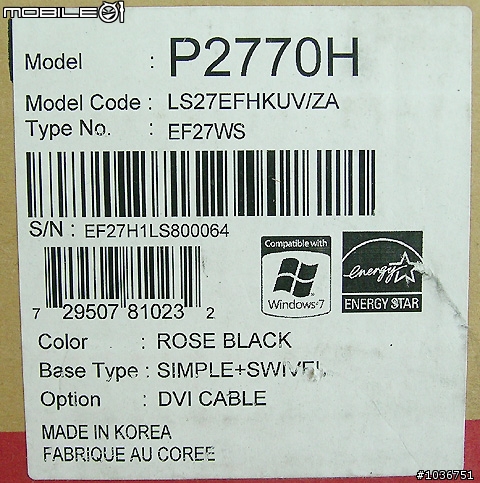 MOBILE01
Model : P2770H
Model Code : LS27EFHKUV/ZA
Type No. : EF27WS
S/N : EF27H1LS800064
Compatible with
Windows 7
energy
ENERGY STAR
7 29507 81023 2
Color : ROSE BLACK
Base Type : SIMPLE+SWIVEL
Option : DVI CABLE
MADE IN KOREA
FABRIQUE AU COREE
#1036751